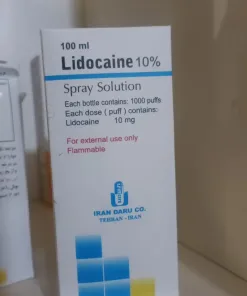 100 ml
Lidocaine 10%
Spray Solution
Each bottle contains: 1000 puffs
Each dose ( puff ) contains:
Lidocaine 10 mg
For external use only
Flammable
IRAN DARU CO.
TEHRAN - IRAN